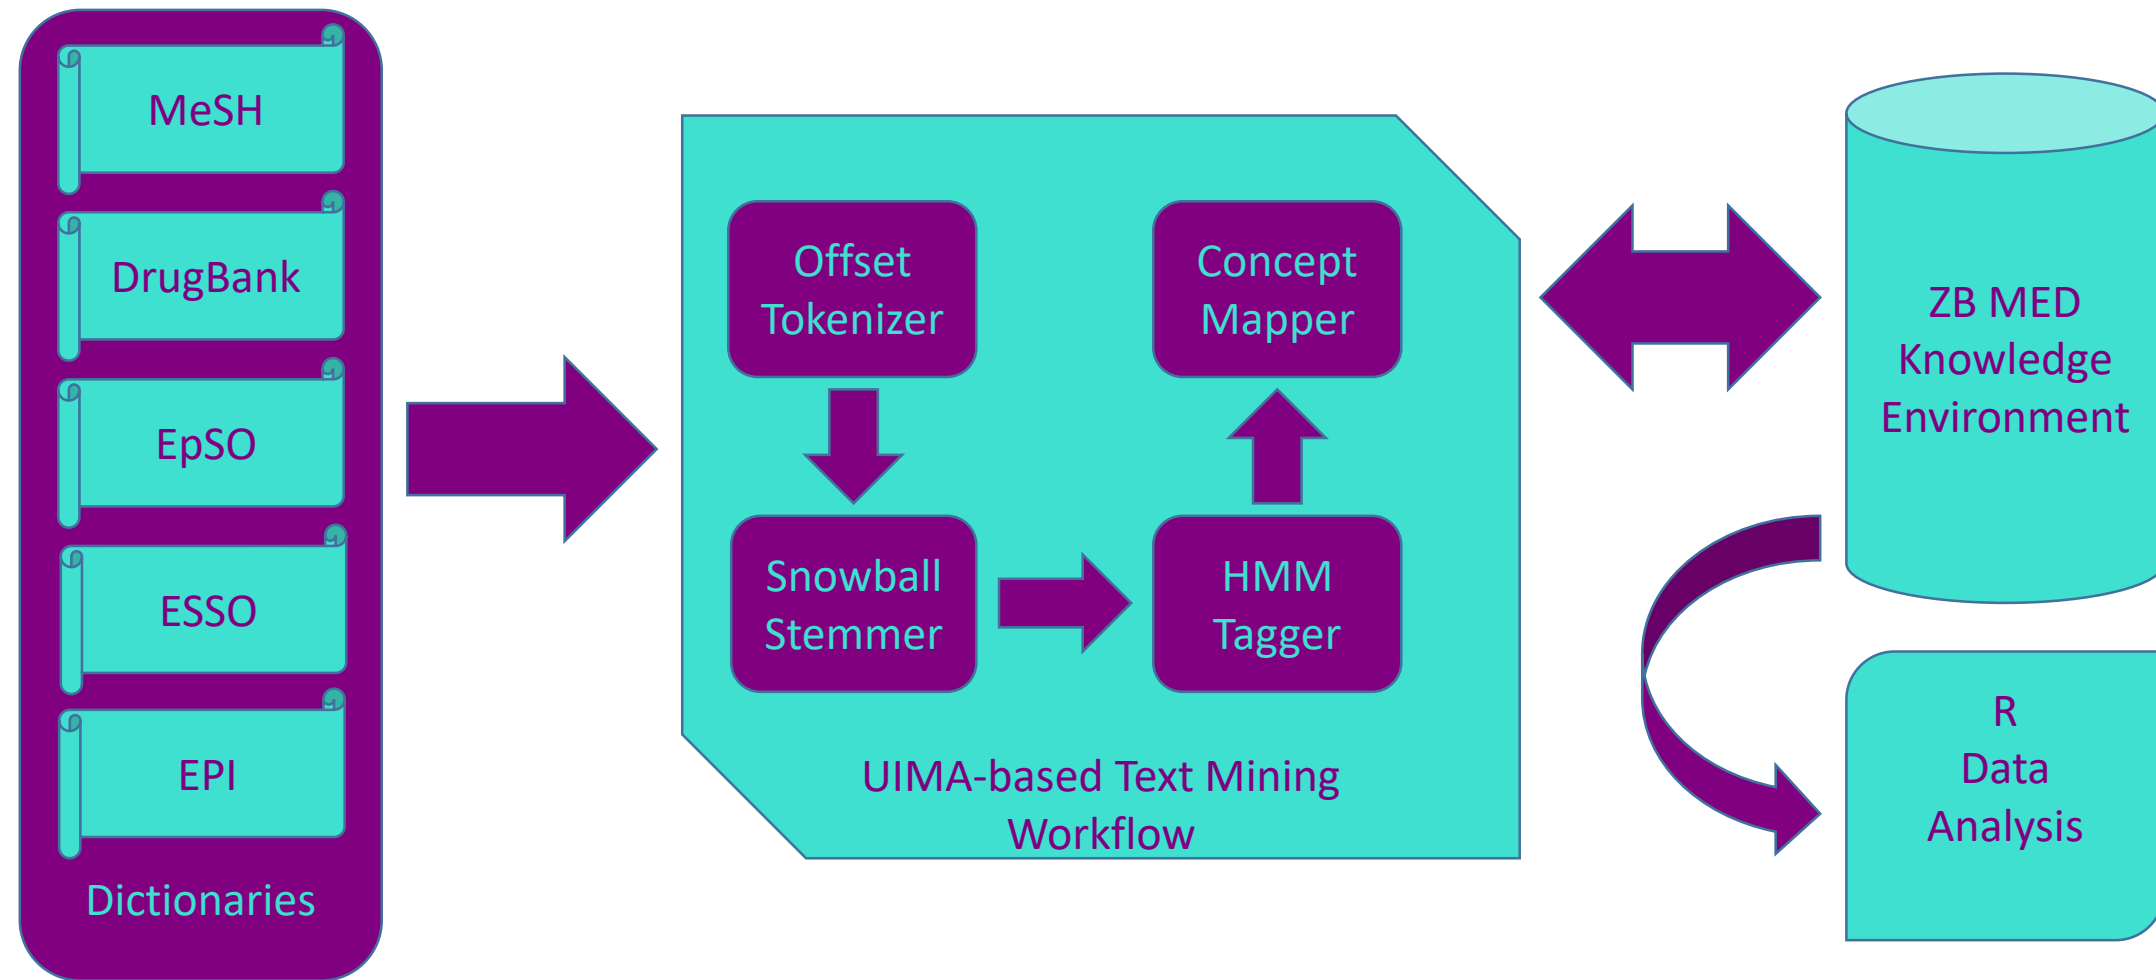 MeSH
DrugBank
EpSO
ESSO
EPI
Dictionaries
Offset
Tokenizer
Snowball
Stemmer
HMM
Tagger
Concept
Mapper
UIMA-based Text Mining
Workflow
ZB MED
Knowledge
Environment
R
Data
Analysis